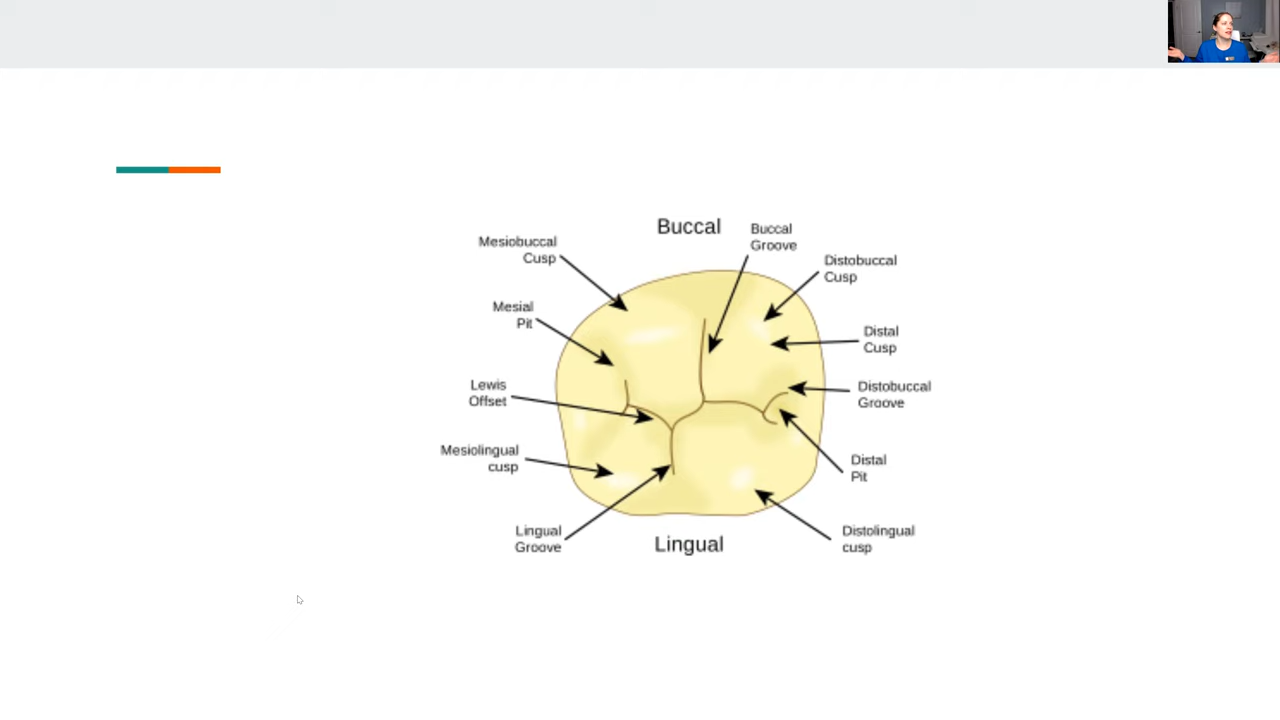 Buccal
Buccal
Groove
Mesiobuccal
Cusp
Distobuccal
Cusp
Mesial
Pit
Distal
Cusp
Lewis
Offset
Distobuccal
Groove
Mesiolingual
cusp
Distal
Pit
Lingual
Groove
Lingual
Distolingual
cusp